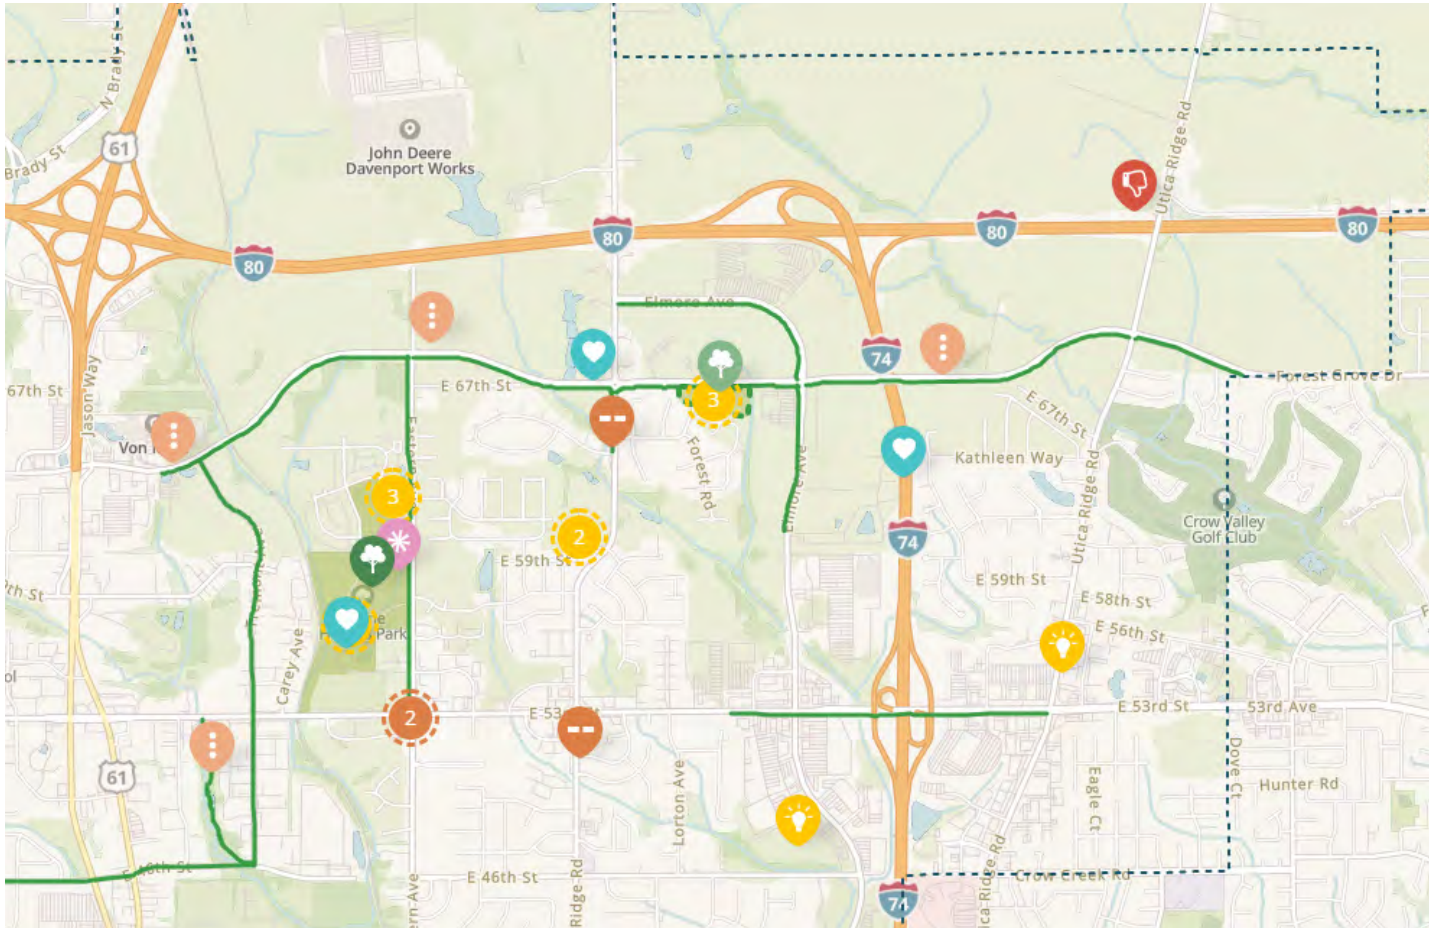 N Brady St
61
Brady St
John Deere
Davenport Works
Utica Ridge Rd
80
80
80
80
Elmore Ave
74
67th St
Jason Way
E 67th St
Forest Grove Dr
E 67th St
Von
3
Forest Rd
Kathleen Way
Elmore Ave
Utica Ridge Rd
3
2
74
Crow Valley
Golf Club
E 59th St
E 59th St
E 58th St
E 56th St
Park
Carey Ave
2
E 53rd St
53rd Ave
61
Lorton Ave
Eagle Ct
Dove Ct
Hunter Rd
E 46th St
E 46th St
Crow Creek Rd
74
Ridge Rd